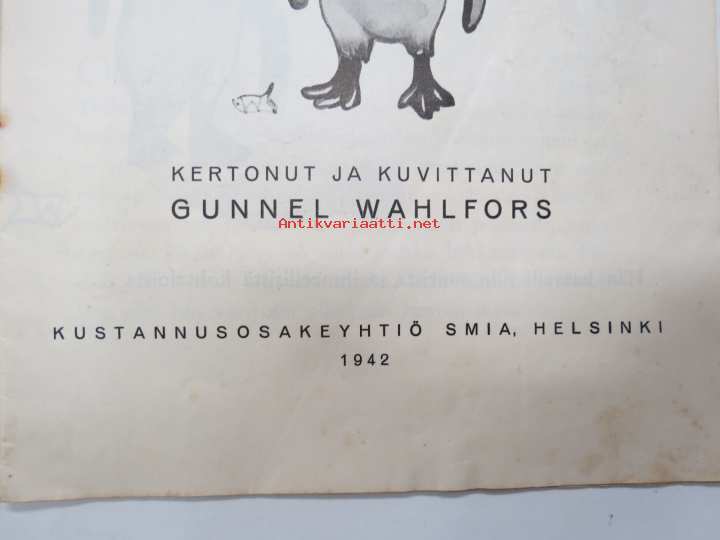 KERTONUT JA KUVITTANUT
GUNNEL WAHLFORS
Antikvariaatti.net
KUSTANNUSOSAKEYHTIÖ SMIA, HELSINKI
1942